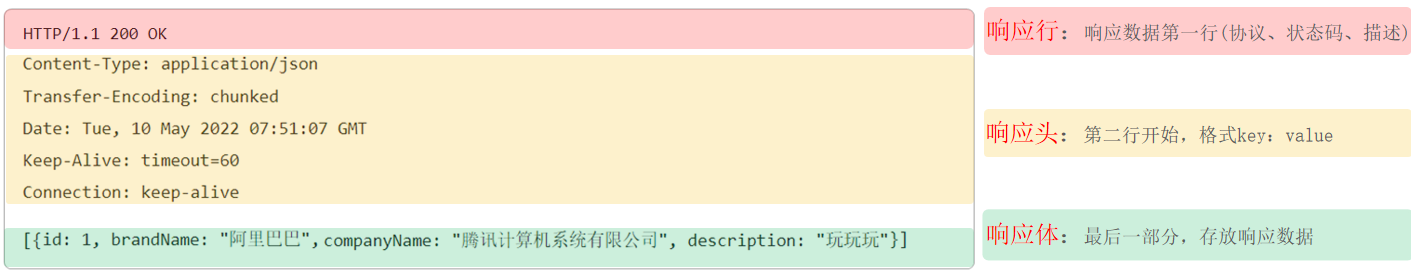 HTTP/1.1 200 OK
Content-Type: application/json
Transfer-Encoding: chunked
Date: Tue, 10 May 2022 07:51:07 GMT
Keep-Alive: timeout=60
Connection: keep-alive
[{id: 1, brandName: "阿里巴巴",companyName: "腾讯计算机系统有限公司", description: "玩玩玩"}]
响应行：响应数据第一行(协议、状态码、描述)
响应头：第二行开始，格式key：value
响应体：最后一部分，存放响应数据